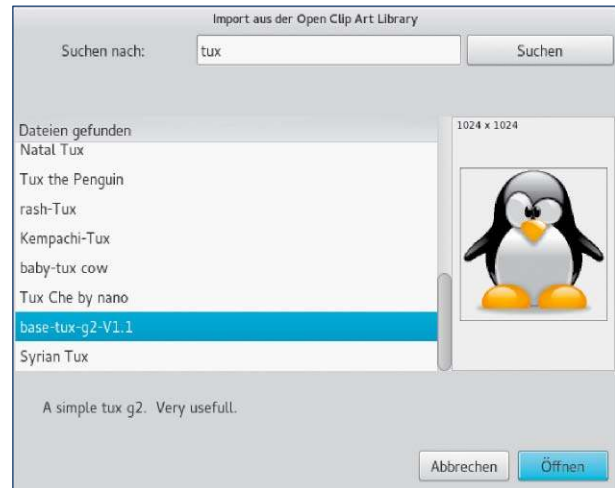 Import aus der Open Clip Art Library
Suchen nach:
tux
Suchen
Dateien gefunden
1024 x 1024
Natal Tux
Tux the Penguin
rash-Tux
Kempachi-Tux
baby-tux cow
Tux Che by nano
base-tux-g2-V1.1
Syrian Tux
A simple tux g2. Very usefull.
Abbrechen
Öffnen